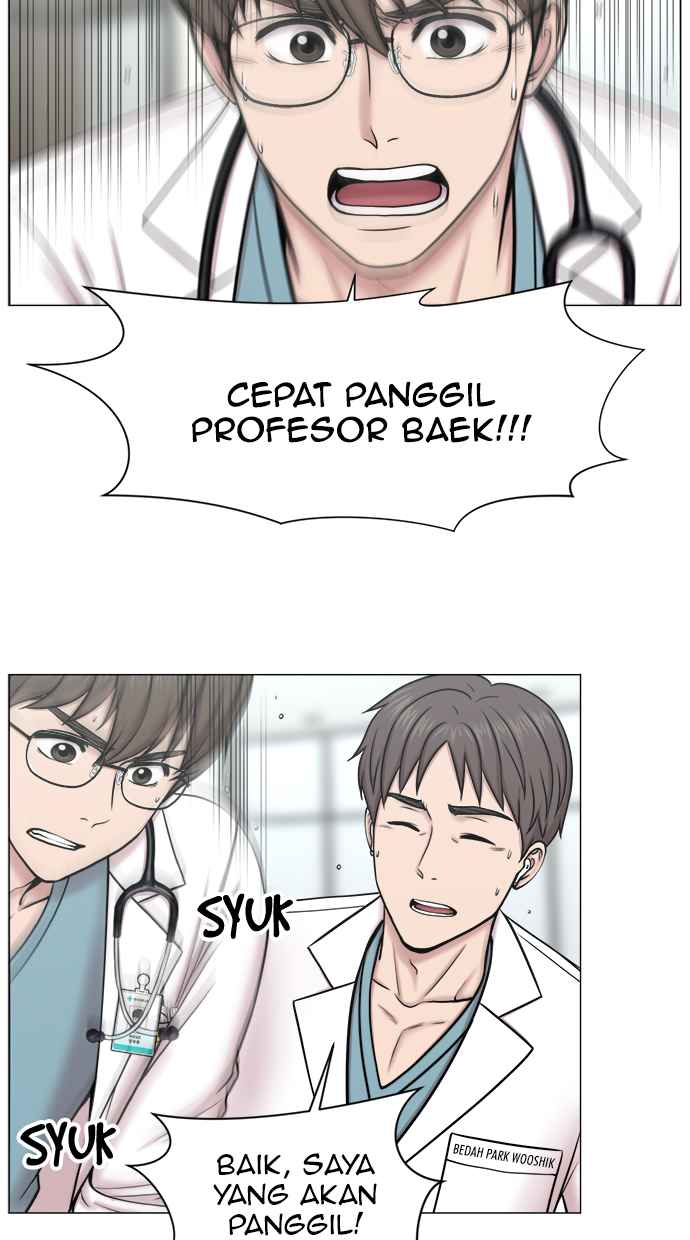 CEPAT PANGGIL
PROFESOR BAEK!!!
SYUK
SYUK
BEDAH PARK WOOSHIK
BAIK, SAYA
YANG AKAN
PANGGIL!